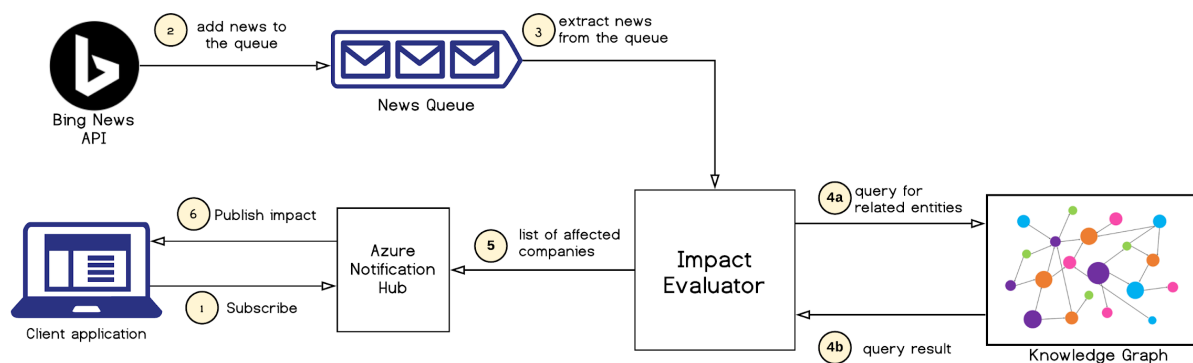 2
add news to
the queue
3
extract news
from the queue
News Queue
Bing News
API
4a
query for
related entities
6
Publish impact
5
list of affected
companies
Azure
Notification
Hub
Impact
Evaluator
1
Subscribe
Client application
4b
query result
Knowledge Graph